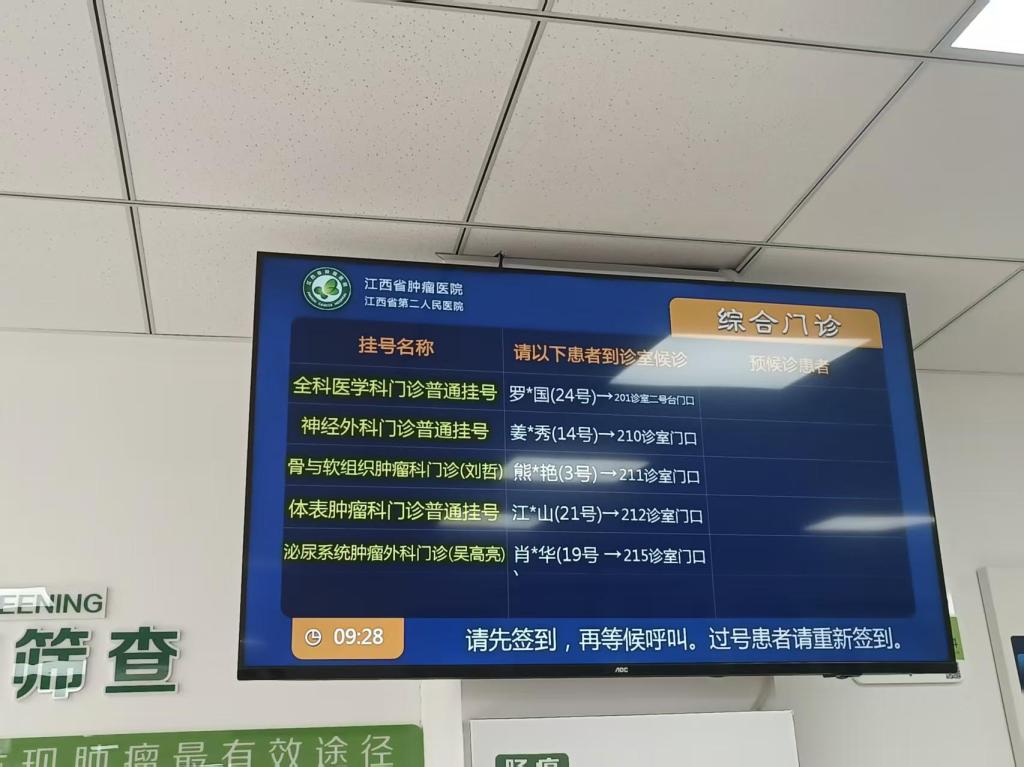 江西省肿瘤医院
江西省第二人民医院
综合门诊
挂号名称 请以下患者到诊室候诊 预候诊患者
全科医学科门诊普通挂号 罗*国(24号)→201诊室二号台门口
神经外科门诊普通挂号 姜*秀(14号)→210诊室门口
骨与软组织肿瘤科门诊(刘哲) 熊*艳(3号)→211诊室门口
体表肿瘤科门诊普通挂号 江*山(21号)→212诊室门口
泌尿系统肿瘤外科门诊(吴高亮) 肖*华(19号、→215诊室门口
09:28 请先签到，再等候呼叫。过号患者请重新签到。
AOC
EENING
筛查
现肺瘤最有效途径